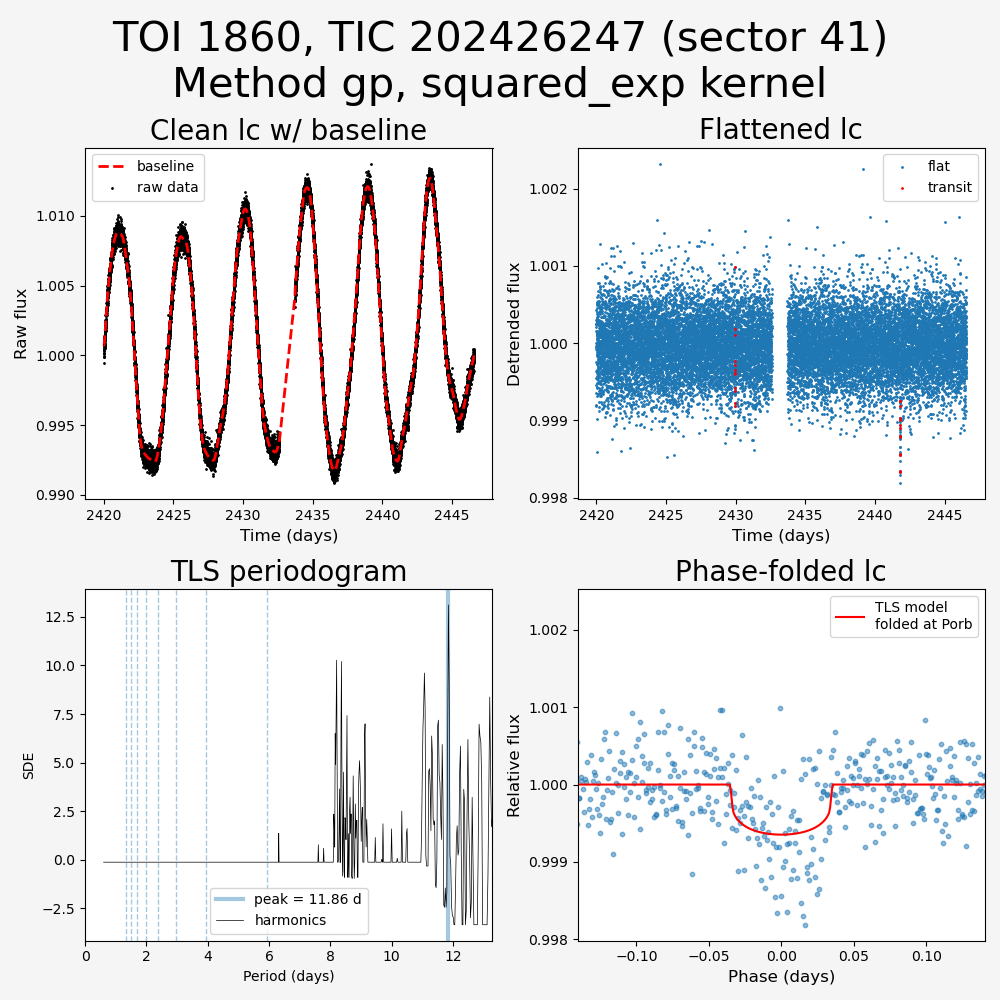 TOI 1860, TIC 202426247 (sector 41)
Method gp, squared_exp kernel
Clean lc w/ baseline
baseline
raw data
1.010
1.005
1.000
0.995
0.990
Raw flux
2420 2425 2430 2435 2440 2445
Time (days)
Flattened lc
flat
transit
1.002
1.001
1.000
0.999
0.998
Detrended flux
2420 2425 2430 2435 2440 2445
Time (days)
TLS periodogram
12.5
10.0
7.5
5.0
2.5
0.0
−2.5
SDE
peak = 11.86 d
harmonics
0 2 4 6 8 10 12
Period (days)
Phase-folded lc
TLS model
folded at Porb
1.002
1.001
1.000
0.999
0.998
Relative flux
−0.10 −0.05 0.00 0.05 0.10
Phase (days)